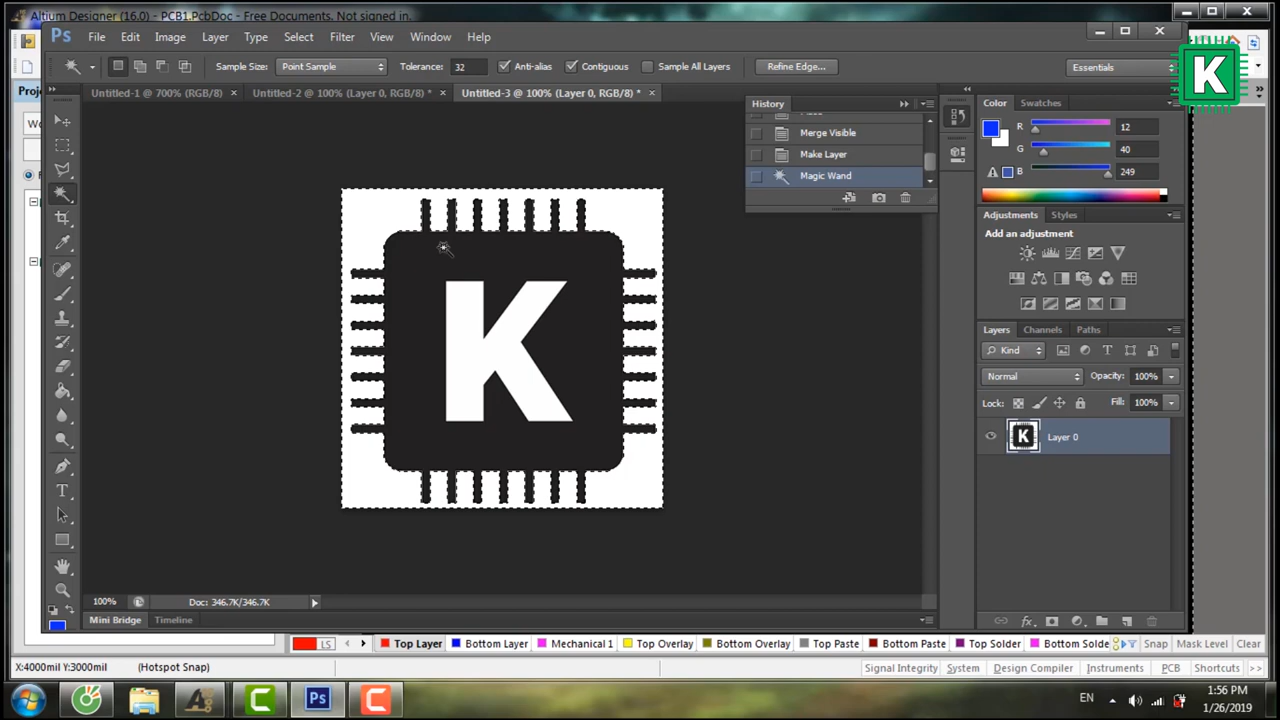 Altium Designer (16.0) - PCB1.PcbDoc - Free Documents. Not signed in.
Ps File Edit Image Layer Type Select Filter View Window Help
Sample Size: Point Sample Tolerance: 32 Anti-alias Contiguous Sample All Layers Refine Edge... Essentials
K
Untitled-1 @ 700% (RGB/8) × Untitled-2 @ 100% (Layer 0, RGB/8) * × Untitled-3 @ 100% (Layer 0, RGB/8) * ×
Proj
History
Merge Visible
Make Layer
Magic Wand
Color Swatches
R 12
G 40
B 249
Adjustments Styles
Add an adjustment
K
Layers Channels Paths
Kind
Normal Opacity: 100%
Lock: Fill: 100%
K Layer 0
100% Doc: 346.7K/346.7K
Mini Bridge Timeline
LS Top Layer Bottom Layer Mechanical 1 Top Overlay Bottom Overlay Top Paste Bottom Paste Top Solder Bottom Solde Snap Mask Level Clear
X:4000mil Y:3000mil (Hotspot Snap) Signal Integrity System Design Compiler Instruments PCB Shortcuts >>
Ps EN 1:56 PM
1/26/2019